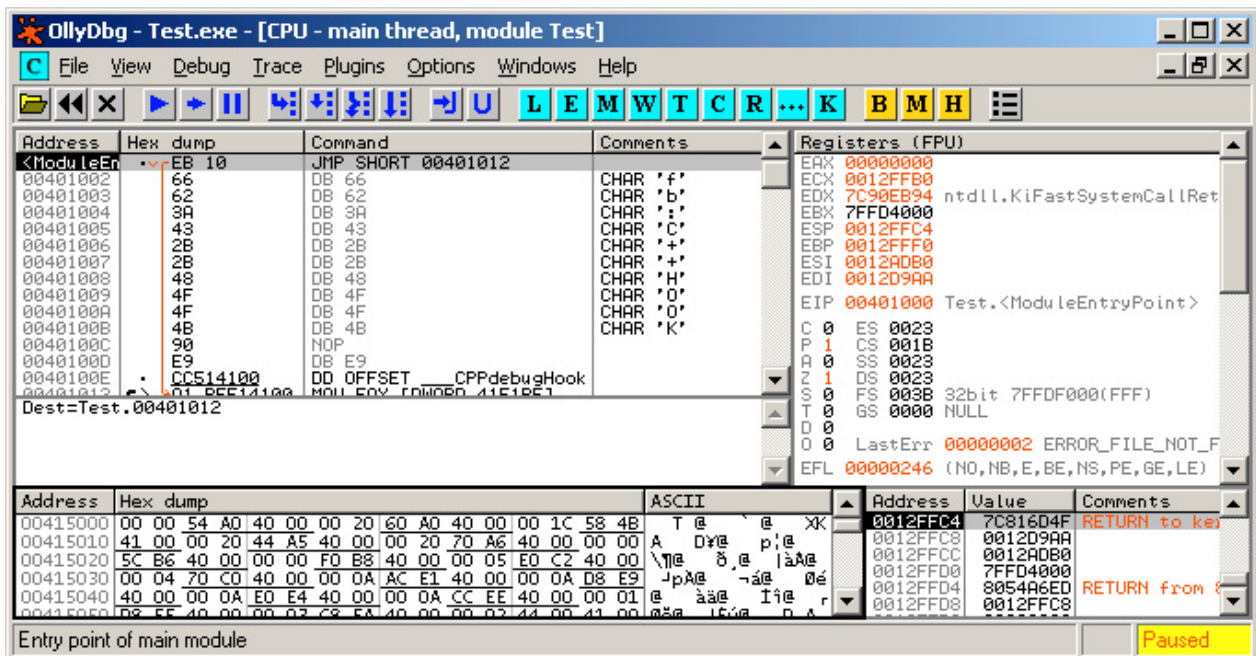 OllyDbg - Test.exe - [CPU - main thread, module Test]
C File View Debug Trace Plugins Options Windows Help
L E M W T C R ... K B M H
Address Hex dump Command Comments
<ModuleEn EB 10 JMP SHORT 00401012
00401002 66 DB 66 CHAR 'f'
00401003 62 DB 62 CHAR 'b'
00401004 3A DB 3A CHAR ':'
00401005 43 DB 43 CHAR 'C'
00401006 2B DB 2B CHAR '+'
00401007 2B DB 2B CHAR '+'
00401008 48 DB 48 CHAR 'H'
00401009 4F DB 4F CHAR 'O'
0040100A 4F DB 4F CHAR 'O'
0040100B 4B DB 4B CHAR 'K'
0040100C 90 NOP
0040100D E9 DB E9
0040100E CC514100 DD OFFSET ___CPPdebugHook
Dest=Test.00401012
Registers (FPU)
EAX 00000000
ECX 0012FFB0
EDX 7C90EB94 ntdll.KiFastSystemCallRet
EBX 7FFD4000
ESP 0012FFC4
EBP 0012FFF0
ESI 0012ADB0
EDI 0012D9AA
EIP 00401000 Test.<ModuleEntryPoint>
C 0 ES 0023
P 1 CS 001B
A 0 SS 0023
Z 1 DS 0023
S 0 FS 003B 32bit 7FFDF000(FFF)
T 0 GS 0000 NULL
D 0
O 0 LastErr 00000002 ERROR_FILE_NOT_F
EFL 00000246 (NO,NB,E,BE,NS,PE,GE,LE)
Address Hex dump ASCII
00415000 00 00 54 A0 40 00 00 20 60 A0 40 00 00 1C 58 4B T @ ` @ XK
00415010 41 00 00 20 44 A5 40 00 00 20 70 A6 40 00 00 00 A D¥@ p¦@
00415020 5C B6 40 00 00 00 F0 B8 40 00 00 05 E0 C2 40 00 \¶@ ð¸@ |àÂ@
00415030 00 04 70 C0 40 00 00 0A AC E1 40 00 00 0A D8 E9 pÀ@ ¬á@ Øé
00415040 40 00 00 0A E0 E4 40 00 00 0A CC EE 40 00 00 01 @ àä@ Ìî@
Address Value Comments
0012FFC4 7C816D4F RETURN to ker
0012FFC8 0012D9AA
0012FFCC 0012ADB0
0012FFD0 7FFD4000
0012FFD4 8054A6ED RETURN from 8
0012FFD8 0012FFC8
Entry point of main module
Paused